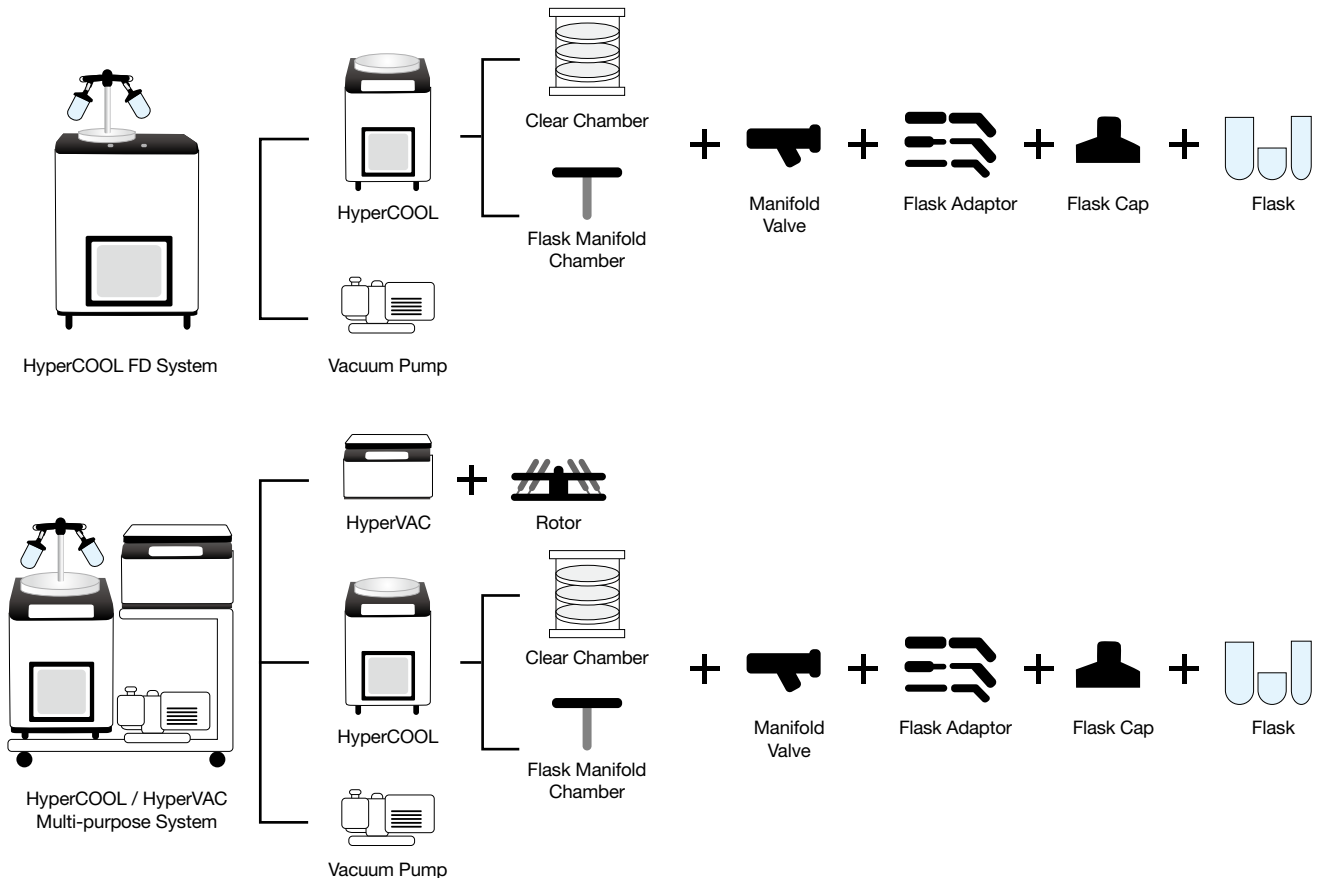 Clear Chamber
HyperCOOL
Manifold
Valve
Flask Adaptor
Flask Cap
Flask
Flask Manifold
Chamber
HyperCOOL FD System
Vacuum Pump
HyperVAC
Rotor
Clear Chamber
HyperCOOL
Manifold
Valve
Flask Adaptor
Flask Cap
Flask
Flask Manifold
Chamber
HyperCOOL / HyperVAC
Multi-purpose System
Vacuum Pump